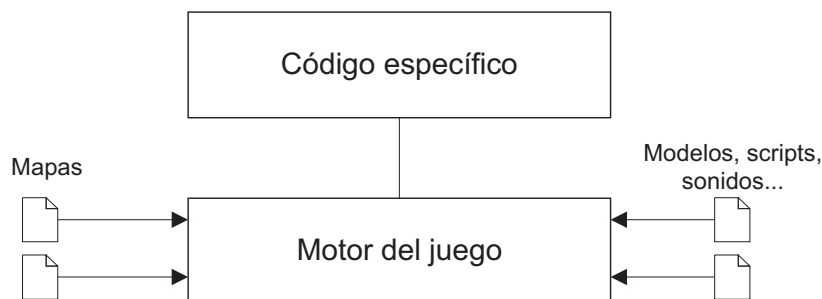 Código específico
Mapas
Modelos, scripts,
sonidos...
Motor del juego